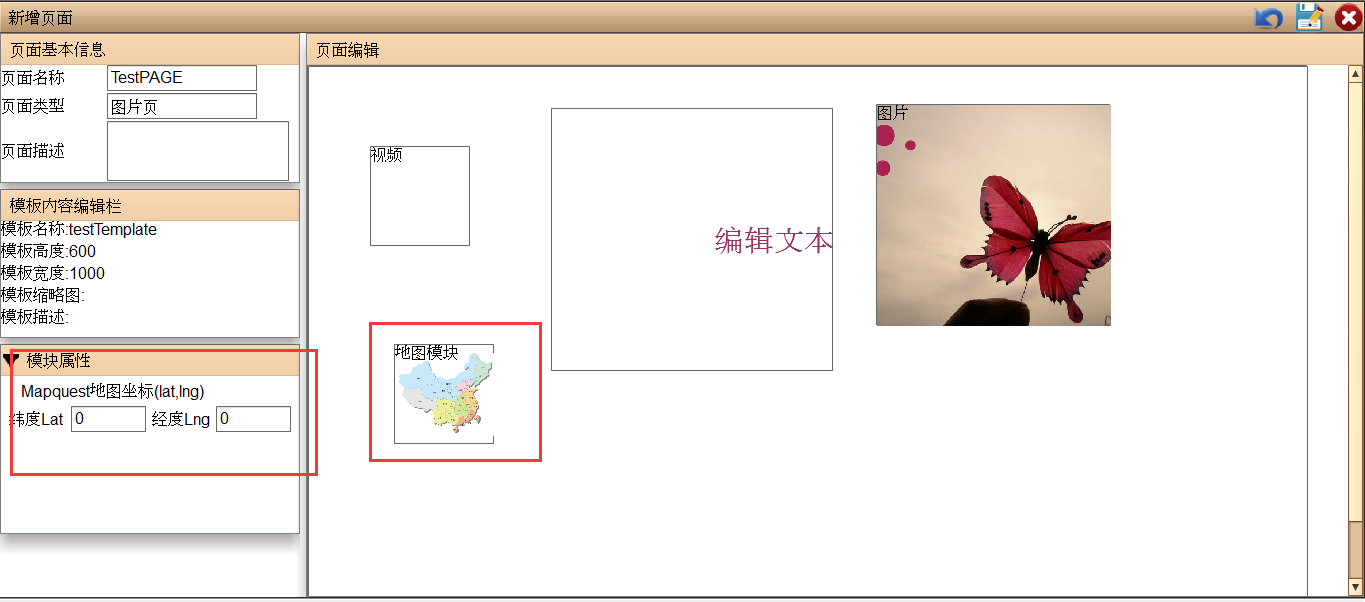 新增页面
页面基本信息
页面名称 TestPAGE
页面类型 图片页
页面描述
模板内容编辑栏
模板名称:testTemplate
模板高度:600
模板宽度:1000
模板缩略图:
模板描述:
模块属性
Mapquest地图坐标(lat,lng)
纬度Lat 0 经度Lng 0
页面编辑
视频
编辑文本
图片
地图模块